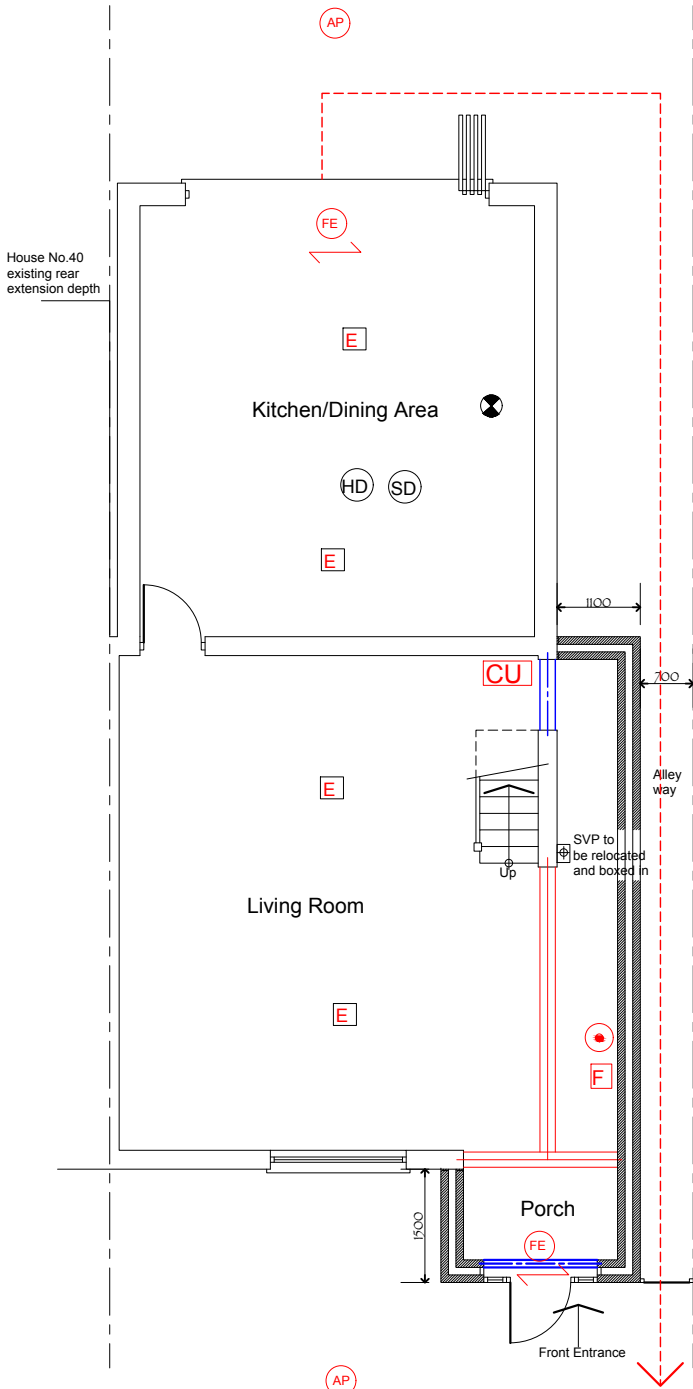 AP
FE
House No.40
existing rear
extension depth
E
Kitchen/Dining Area
HD
SD
E
1100
CU
700
Alley
way
E
SVP to
be relocated
and boxed in
Up
Living Room
E
F
1500
Porch
FE
Front Entrance
AP